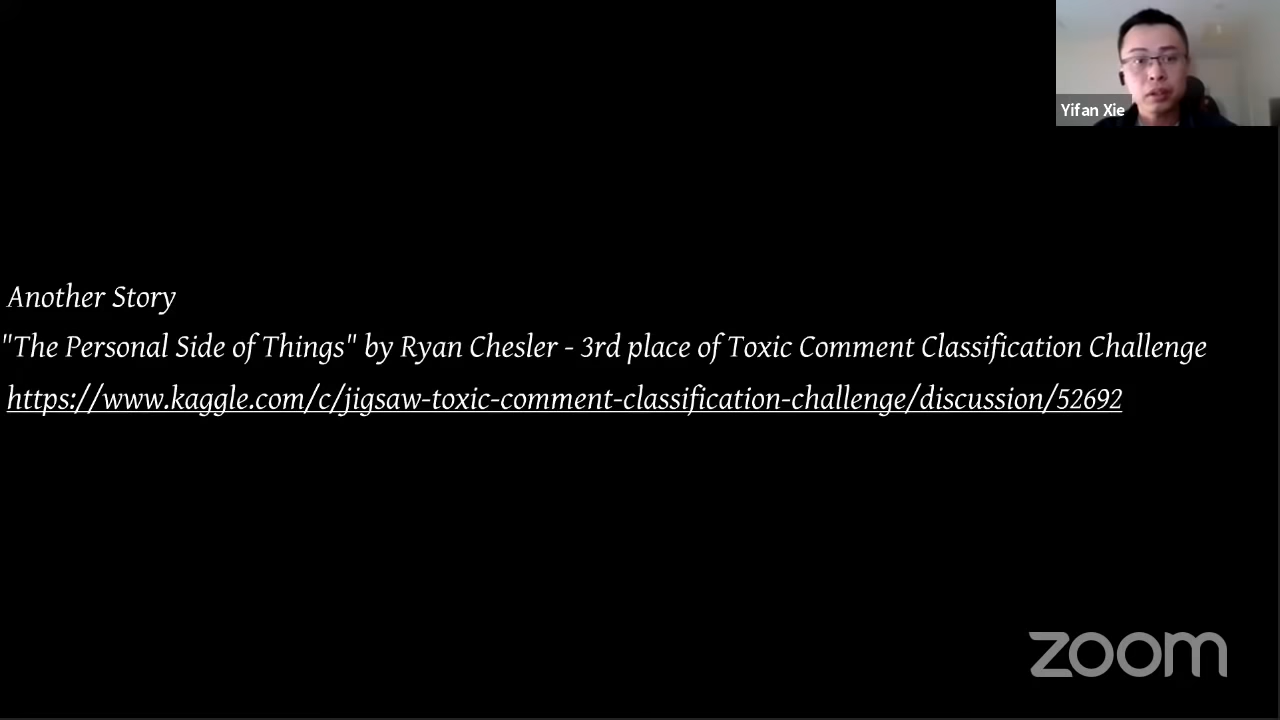 Yifan Xie
Another Story
"The Personal Side of Things" by Ryan Chesler - 3rd place of Toxic Comment Classification Challenge
https://www.kaggle.com/c/jigsaw-toxic-comment-classification-challenge/discussion/52692
zoom